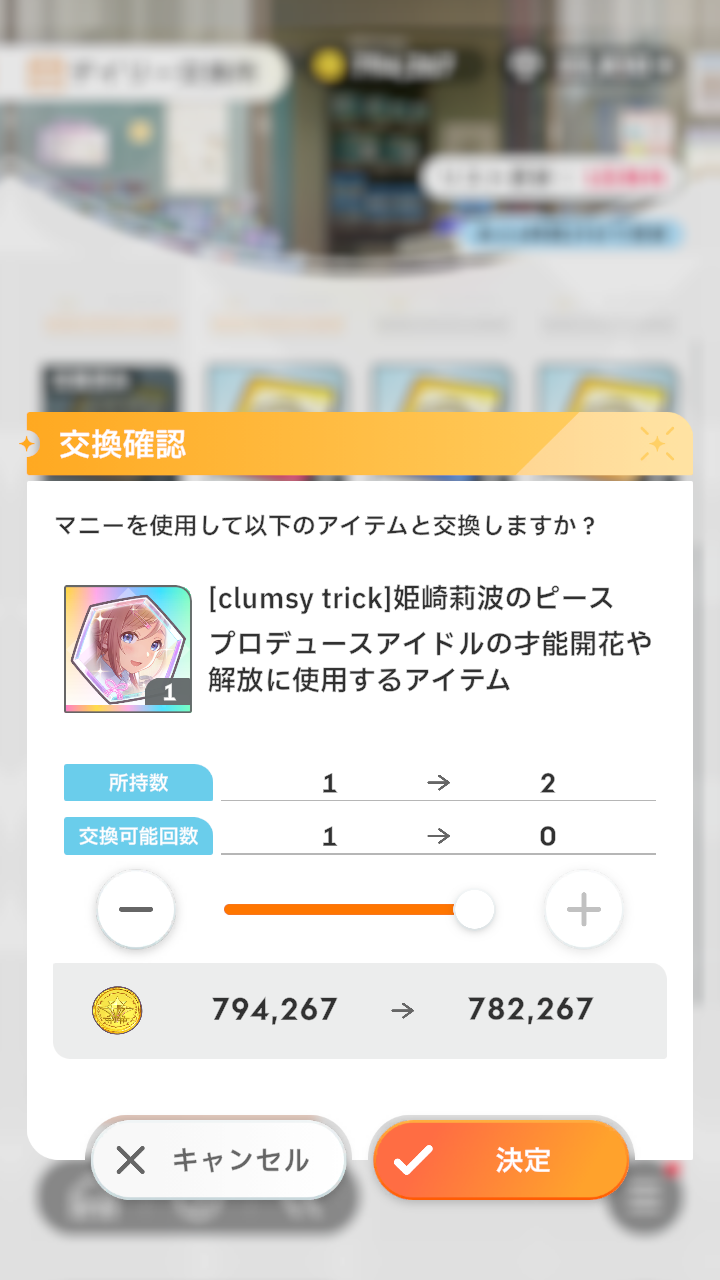 交換確認
マニーを使用して以下のアイテムと交換しますか？
[clumsy trick]姫崎莉波のピース
プロデュースアイドルの才能開花や
解放に使用するアイテム
1
所持数 1 → 2
交換可能回数 1 → 0
794,267 → 782,267
キャンセル 決定